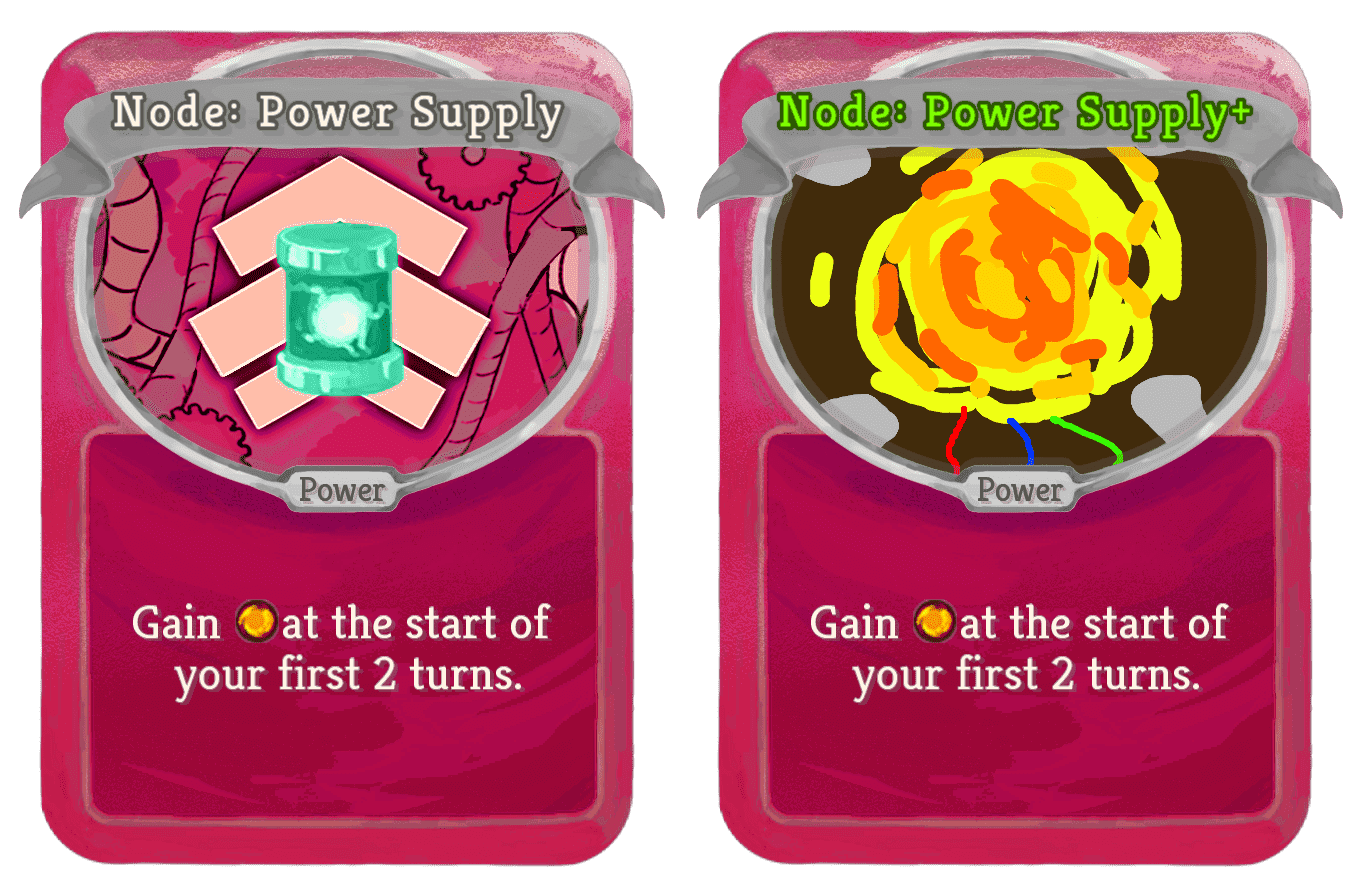 Node: Power Supply
Power
Gain at the start of
your first 2 turns.
Node: Power Supply+
Power
Gain at the start of
your first 2 turns.